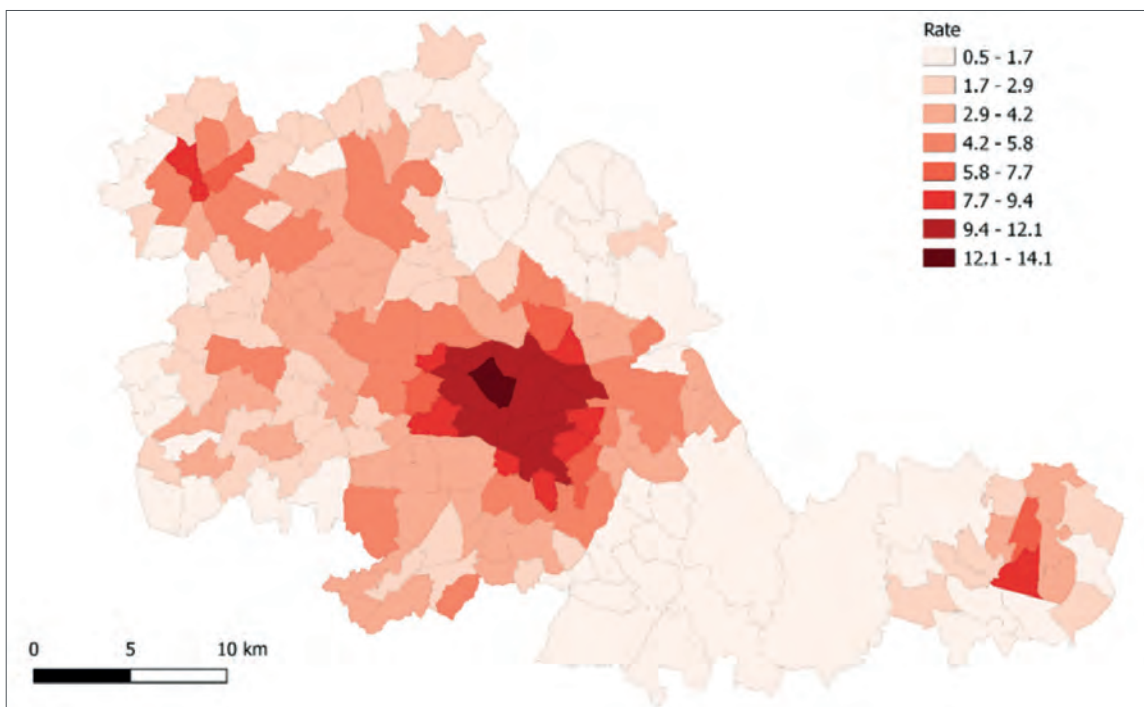 Rate
0.5 - 1.7
1.7 - 2.9
2.9 - 4.2
4.2 - 5.8
5.8 - 7.7
7.7 - 9.4
9.4 - 12.1
12.1 - 14.1
0 5 10 km